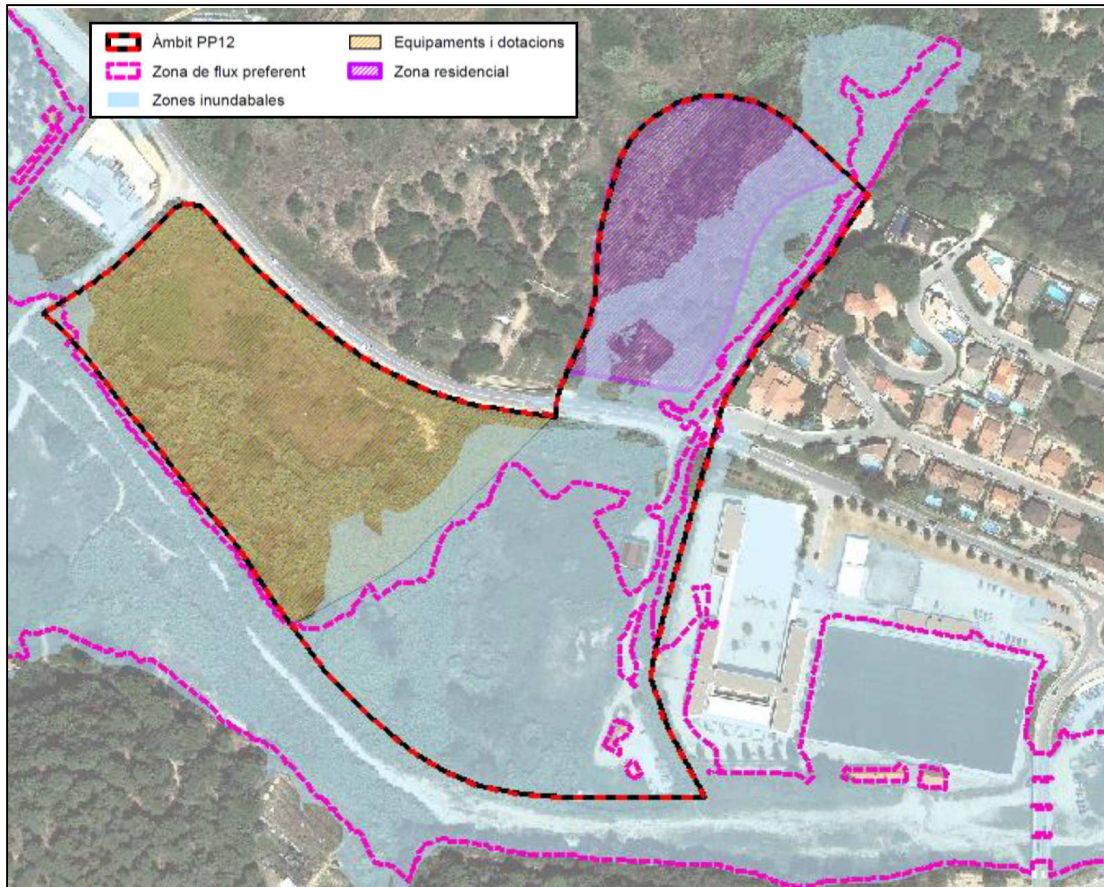 Àmbit PP12
Equipaments i dotacions
Zona de flux preferent
Zona residencial
Zones inundabales